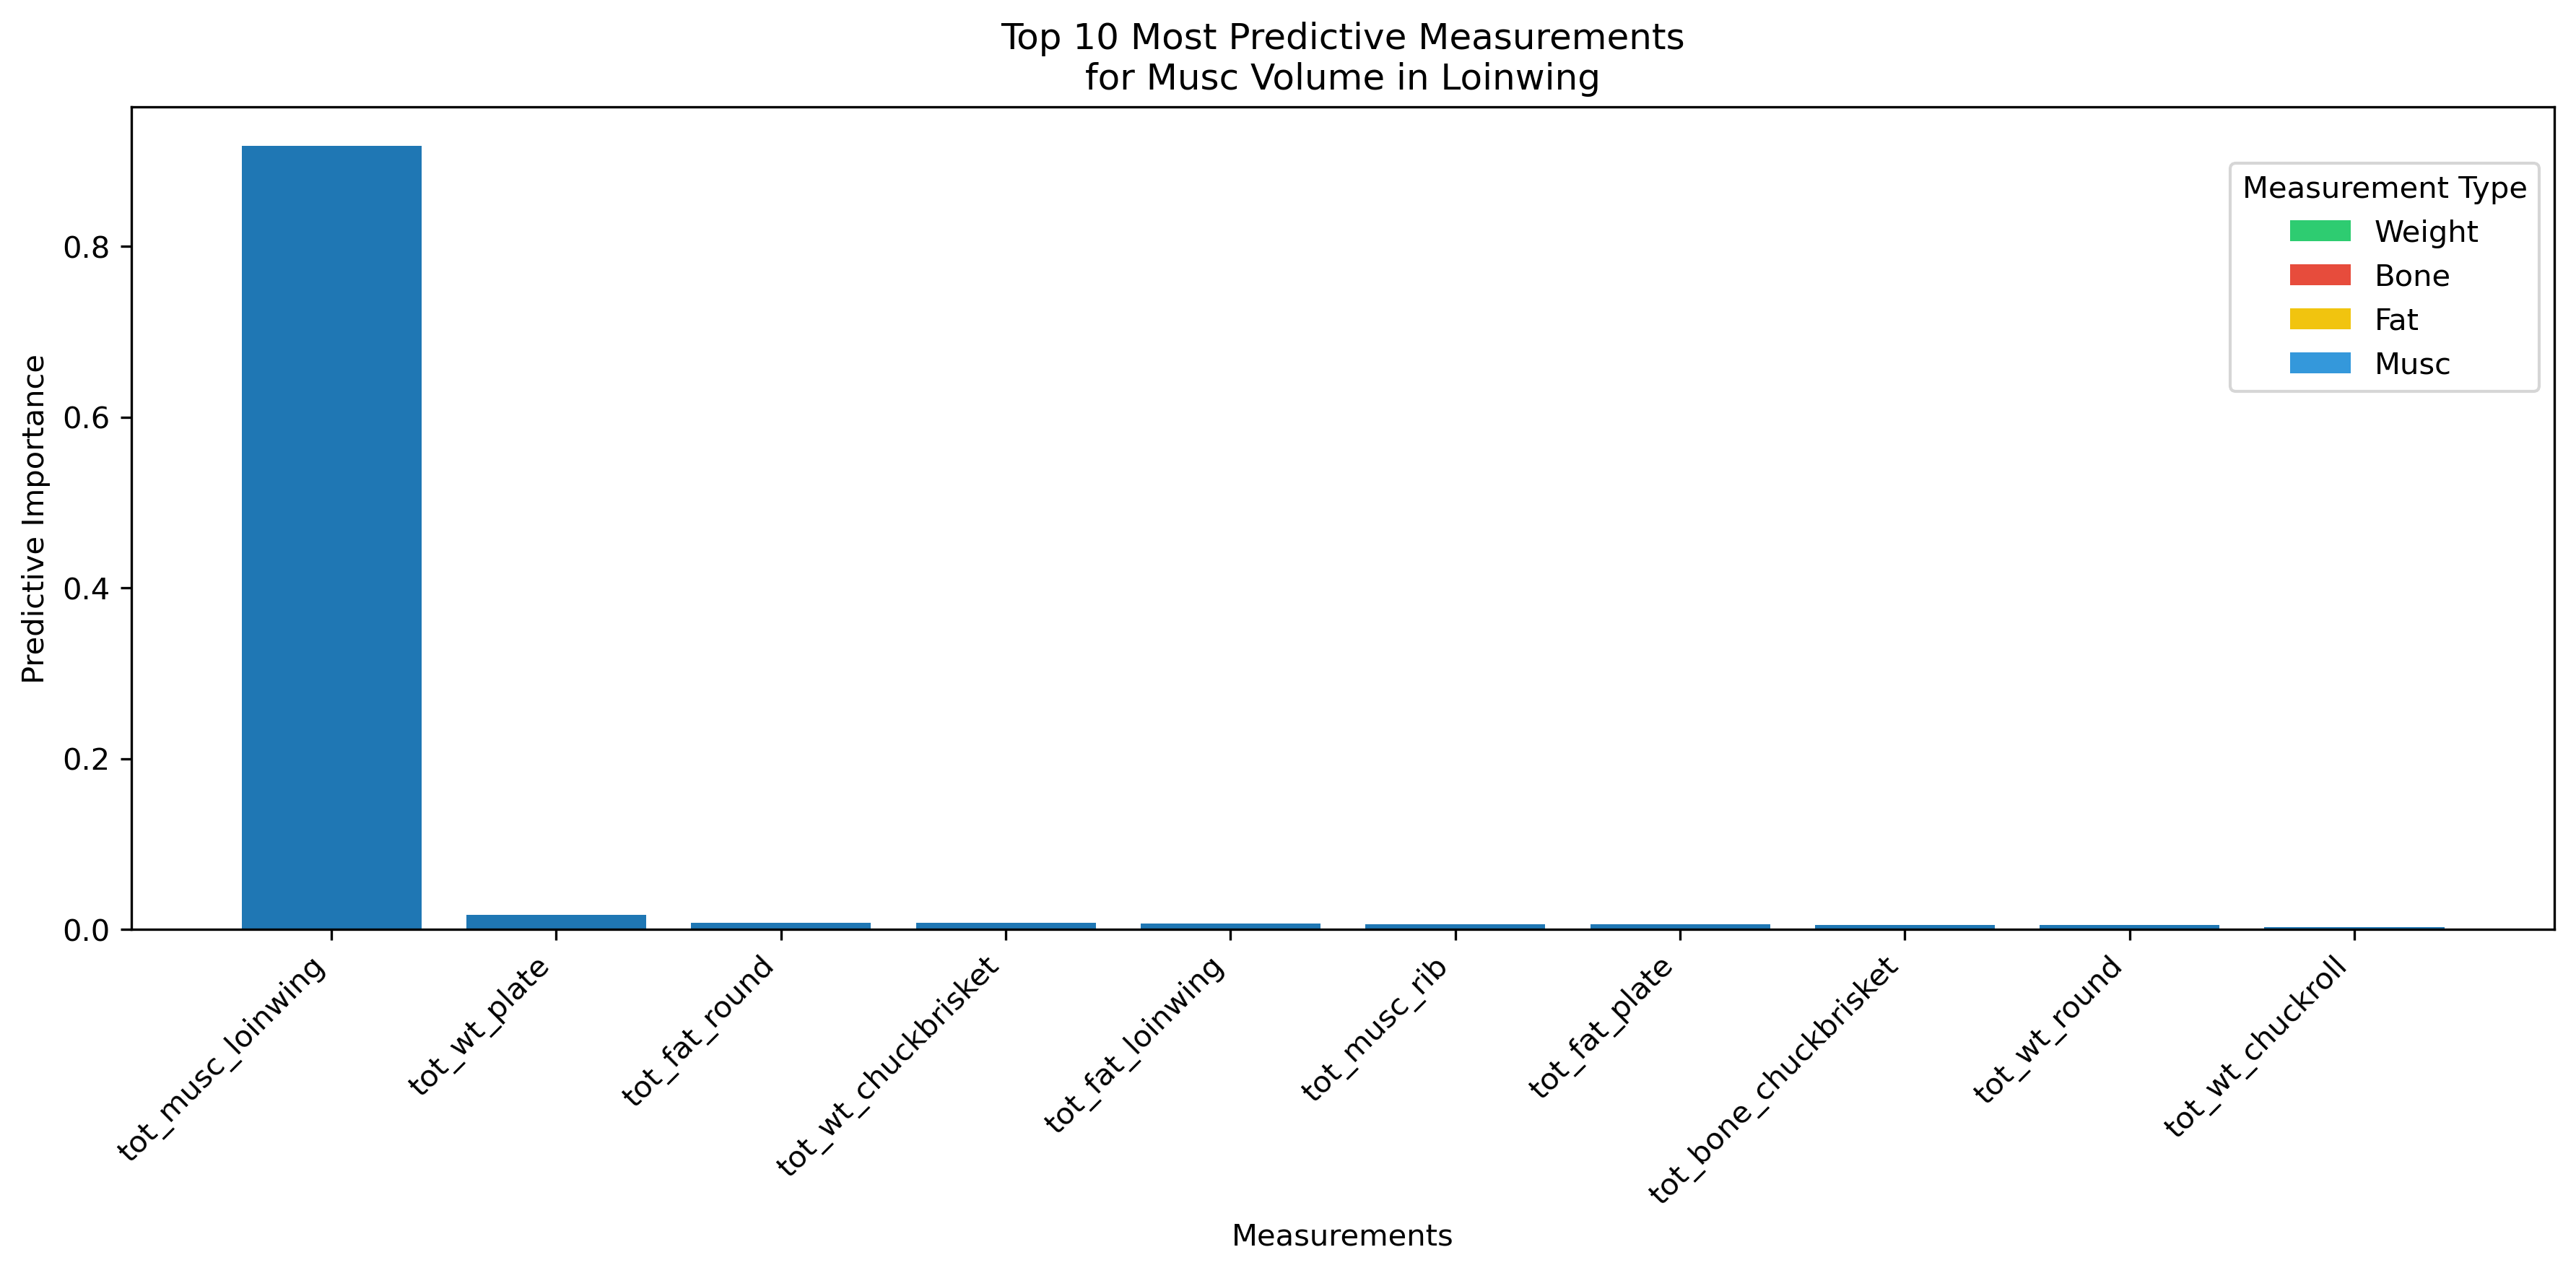 Top 10 Most Predictive Measurements
for Musc Volume in Loinwing
Predictive Importance
0.8
0.6
0.4
0.2
0.0
Measurement Type
Weight
Bone
Fat
Musc
tot_musc_loinwing
tot_wt_plate
tot_fat_round
tot_wt_chuckbrisket
tot_fat_loinwing
tot_musc_rib
tot_fat_plate
tot_bone_chuckbrisket
tot_wt_round
tot_wt_chuckroll
Measurements